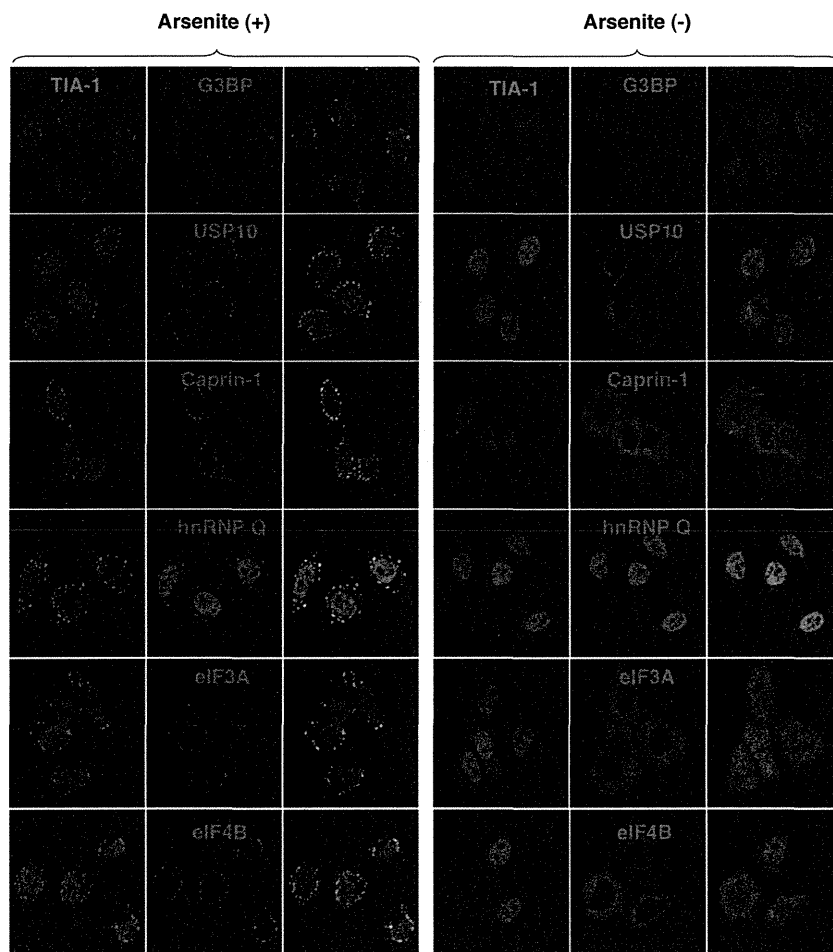 Arsenite (+) Arsenite (-)
TIA-1 G3BP TIA-1 G3BP
USP10 USP10
Caprin-1 Caprin-1
hnRNP Q hnRNP Q
eIF3A eIF3A
eIF4B eIF4B